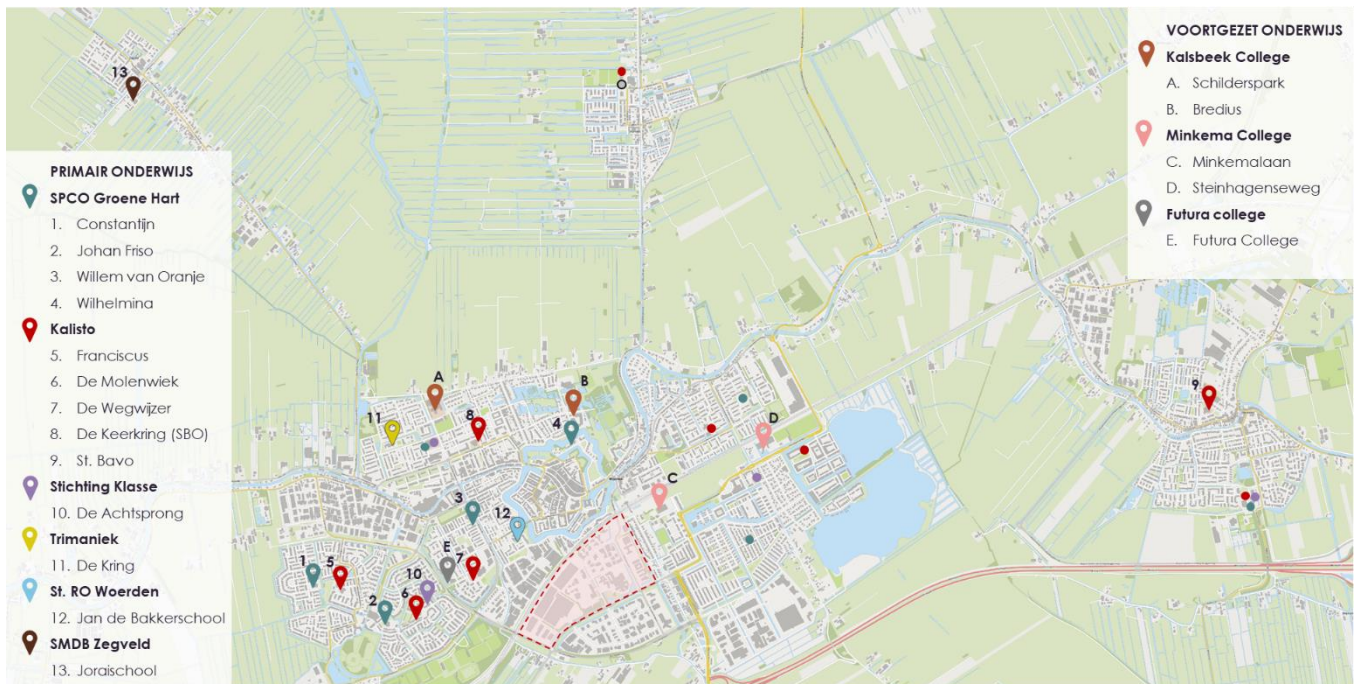 PRIMAIR ONDERWIJS
SPCO Groene Hart
1. Constantijn
2. Johan Friso
3. Willem van Oranje
4. Wilhelmina
Kalisto
5. Franciscus
6. De Molenwiek
7. De Wegwijzer
8. De Keerkring (SBO)
9. St. Bavo
Stichting Klasse
10. De Achtsprong
Trimaniek
11. De Kring
St. RO Woerden
12. Jan de Bakkerschool
SMDB Zegveld
13. Joraischool
VOORTGEZET ONDERWIJS
Kalsbeek College
A. Schilderspark
B. Bredius
Minkema College
C. Minkemalaan
D. Steinhagenseweg
Futura college
E. Futura College
13
A
B
11
8
4
D
9
C
3
12
E
7
1
5
10
2
6